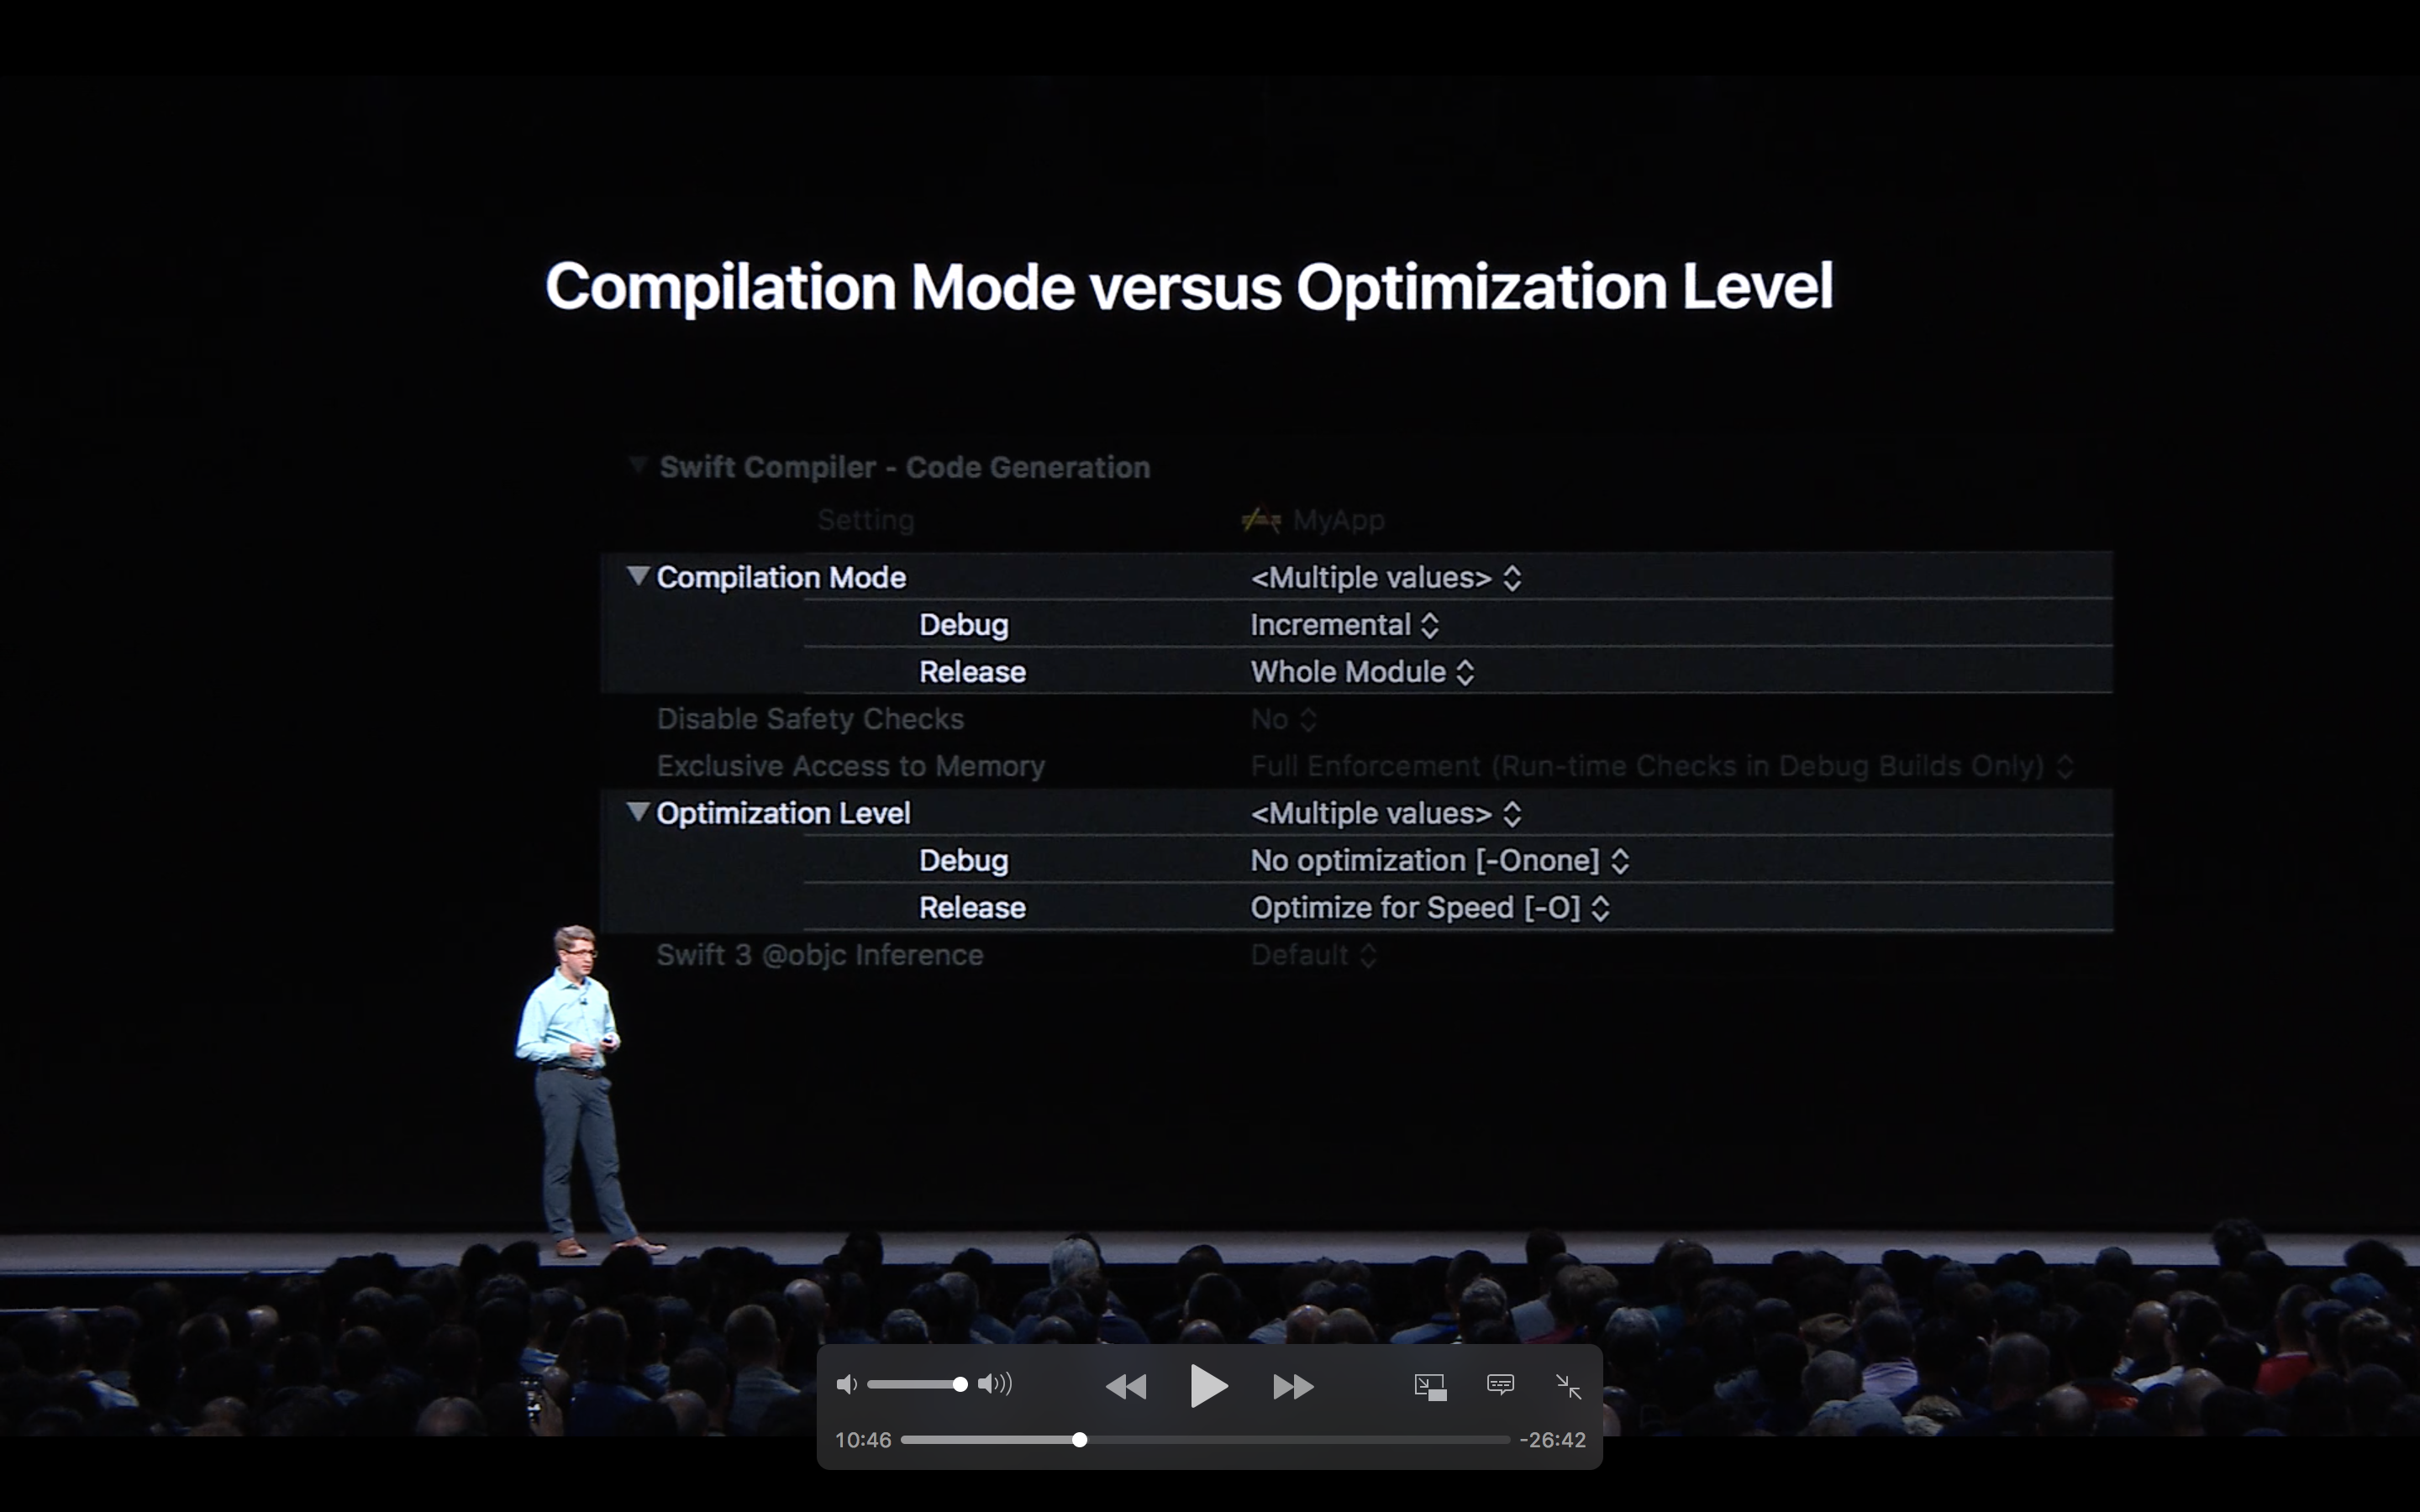 Compilation Mode versus Optimization Level
Swift Compiler - Code Generation
Setting MyApp
Compilation Mode <Multiple values>
Debug Incremental
Release Whole Module
Disable Safety Checks No
Exclusive Access to Memory Full Enforcement (Run-time Checks in Debug Builds Only)
Optimization Level <Multiple values>
Debug No optimization [-Onone]
Release Optimize for Speed [-O]
Swift 3 @objc Inference Default
10:46 -26:42